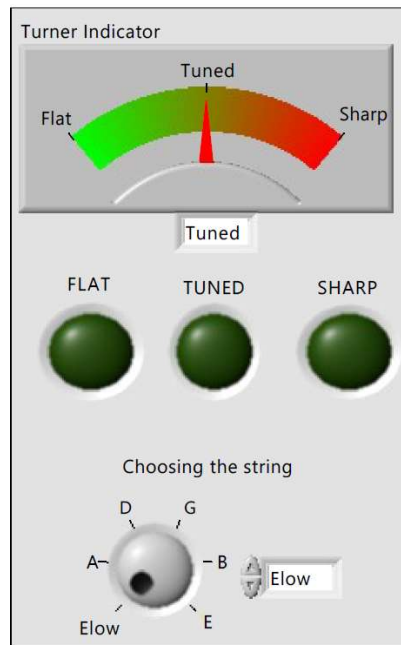 Turner Indicator
Tuned
Flat
Sharp
Tuned
FLAT TUNED SHARP
Choosing the string
D G
A B
Elow
Elow E